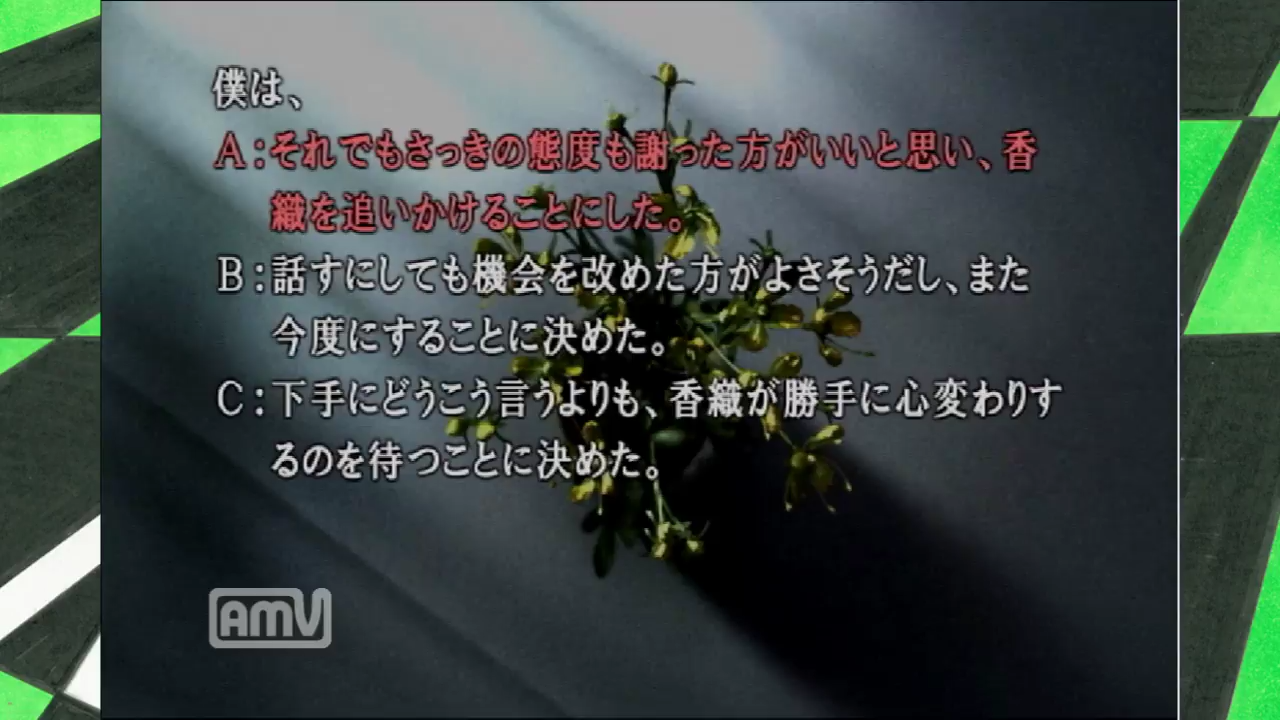 僕は、
A:それでもさっきの態度も謝った方がいいと思い、香
織を追いかけることにした。
B:話すにしても機会を改めた方がよさそうだし、また
今度にすることに決めた。
C:下手にどうこう言うよりも、香織が勝手に心変わりす
るのを待つことに決めた。
AMV